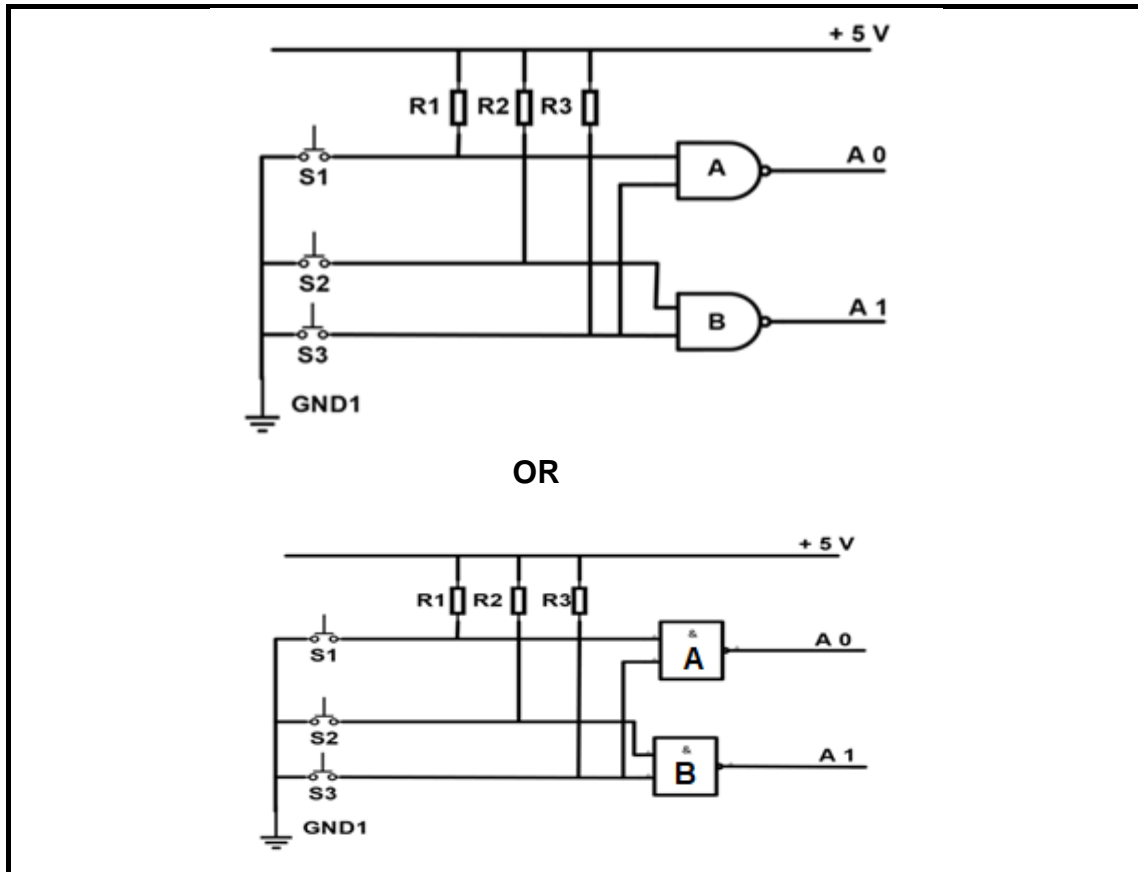 + 5 V
R1 R2 R3
A
A 0
S1
S2
B
A 1
S3
GND1
OR
+ 5 V
R1 R2 R3
&
A
A 0
S1
S2
&
B
A 1
S3
GND1